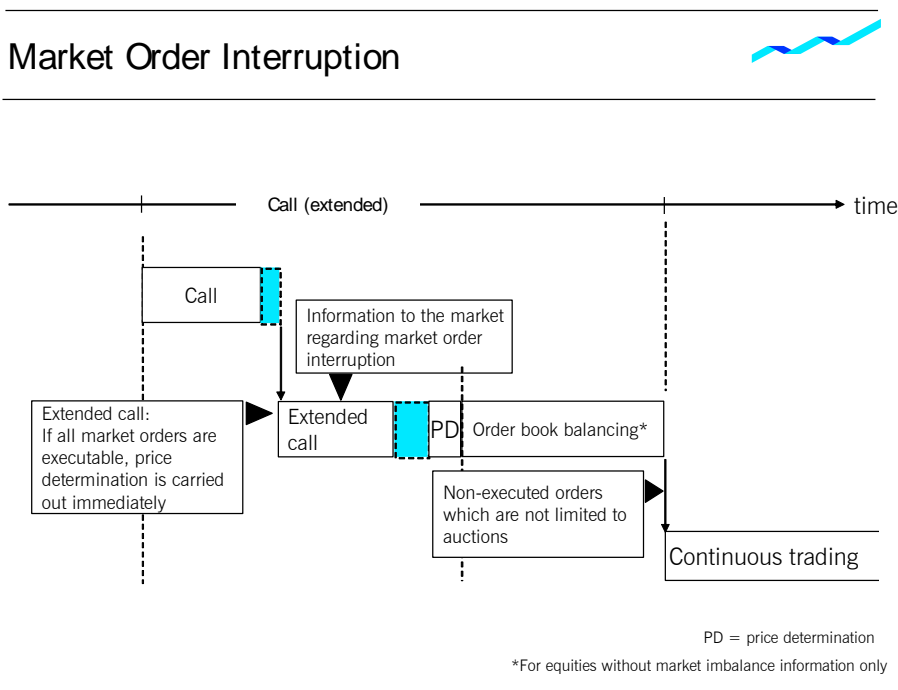 Market Order Interruption
Call (extended)
time
Call
Information to the market
regarding market order
interruption
Extended call:
If all market orders are
executable, price
determination is carried
out immediately
Extended
call
PD
Order book balancing*
Non-executed orders
which are not limited to
auctions
Continuous trading
PD = price determination
*For equities without market imbalance information only